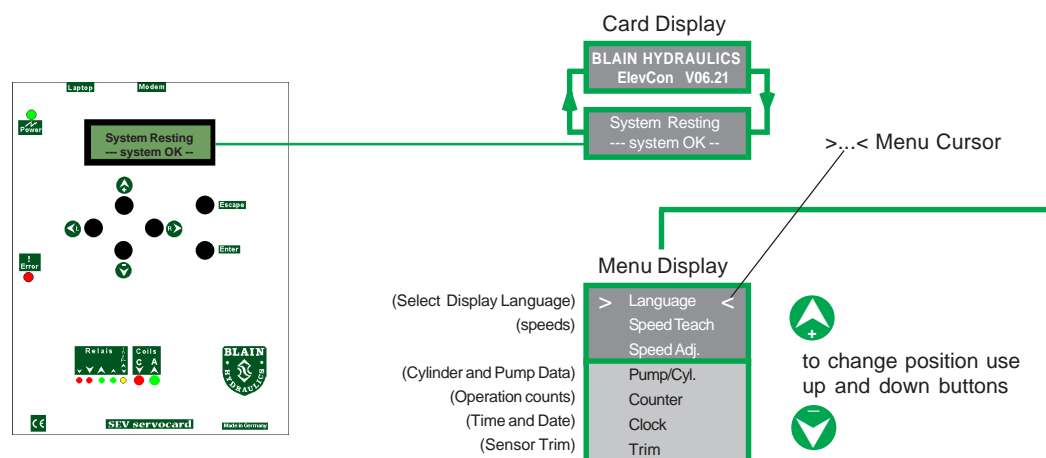 Card Display
BLAIN HYDRAULICS
ElevCon V06.21
System Resting
--- system OK --
>...< Menu Cursor
Laptop Modem
Power
System Resting
--- system OK --
Escape
L R
Enter
!
Error
Relais Coils
C A
BLAIN
HYDRAULICS
CE SEV servocard Made in Germany
Menu Display
(Select Display Language) > Language <
(speeds) Speed Teach
Speed Adj.
(Cylinder and Pump Data) Pump/Cyl.
(Operation counts) Counter
(Time and Date) Clock
(Sensor Trim) Trim
+
to change position use
up and down buttons
–